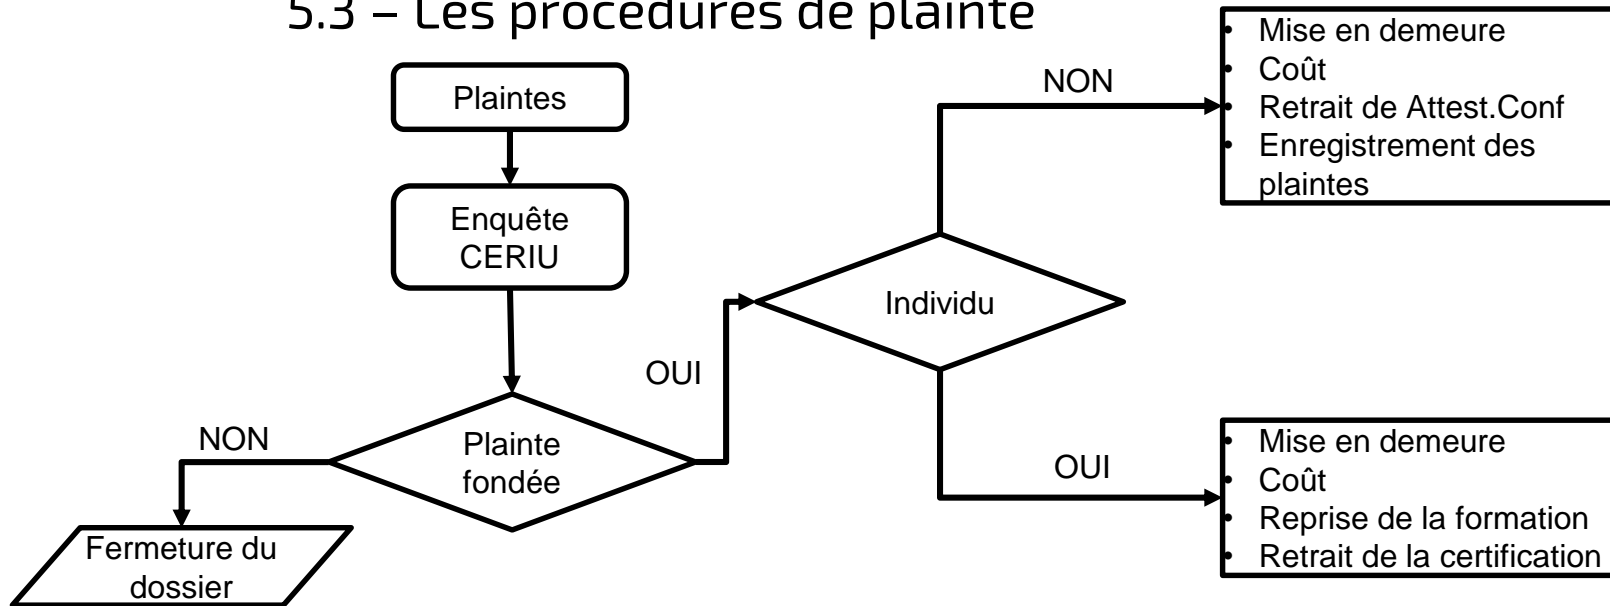 5.3 – Les procédures de plainte
Plaintes
Enquête
CERIU
Plainte
fondée
NON
Fermeture du
dossier
OUI
Individu
NON
• Mise en demeure
• Coût
• Retrait de Attest.Conf
• Enregistrement des
plaintes
OUI
• Mise en demeure
• Coût
• Reprise de la formation
• Retrait de la certification